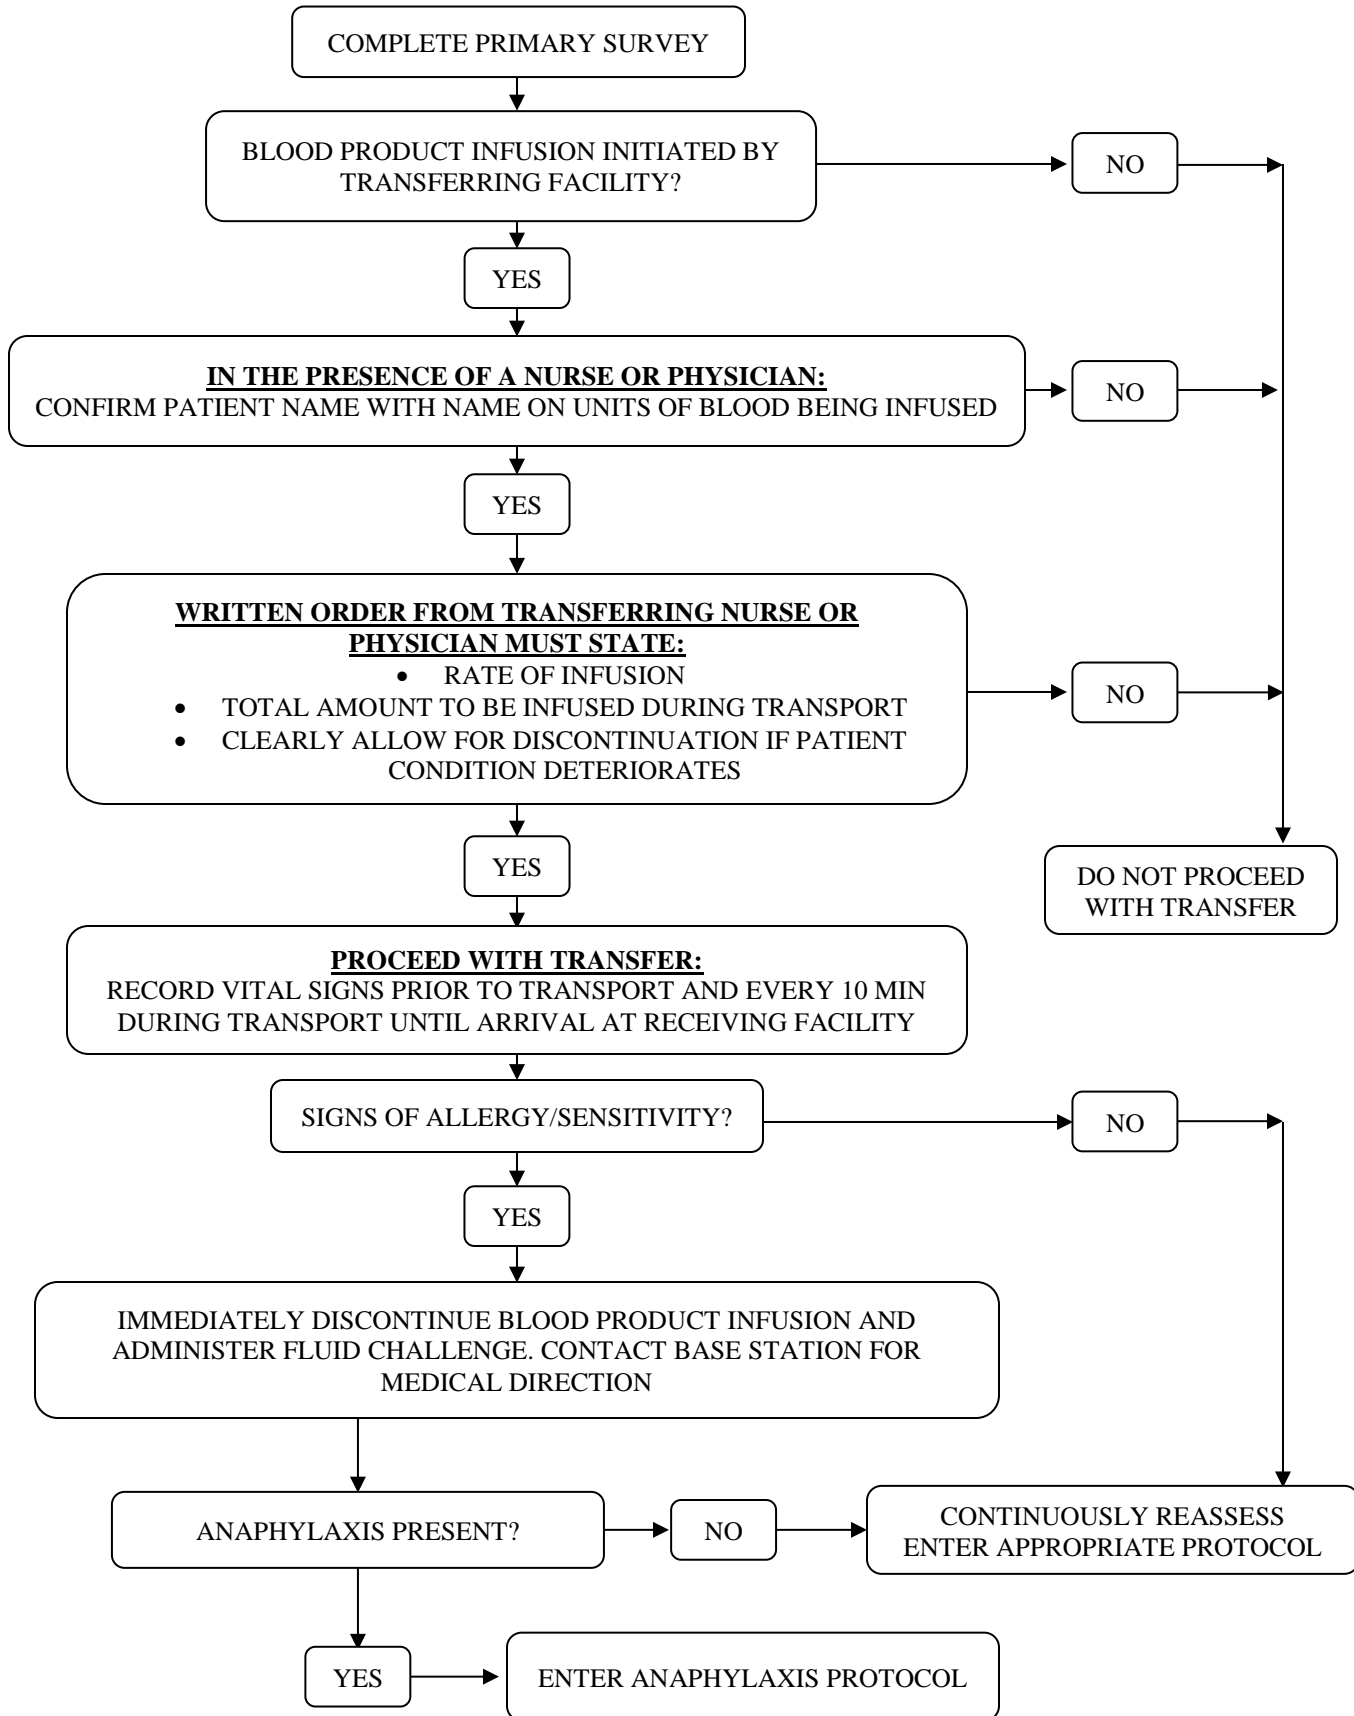 COMPLETE PRIMARY SURVEY
BLOOD PRODUCT INFUSION INITIATED BY
TRANSFERRING FACILITY?
NO
YES
IN THE PRESENCE OF A NURSE OR PHYSICIAN:
CONFIRM PATIENT NAME WITH NAME ON UNITS OF BLOOD BEING INFUSED
NO
YES
WRITTEN ORDER FROM TRANSFERRING NURSE OR
PHYSICIAN MUST STATE:
• RATE OF INFUSION
• TOTAL AMOUNT TO BE INFUSED DURING TRANSPORT
• CLEARLY ALLOW FOR DISCONTINUATION IF PATIENT
CONDITION DETERIORATES
NO
YES
DO NOT PROCEED
WITH TRANSFER
PROCEED WITH TRANSFER:
RECORD VITAL SIGNS PRIOR TO TRANSPORT AND EVERY 10 MIN
DURING TRANSPORT UNTIL ARRIVAL AT RECEIVING FACILITY
SIGNS OF ALLERGY/SENSITIVITY?
NO
YES
IMMEDIATELY DISCONTINUE BLOOD PRODUCT INFUSION AND
ADMINISTER FLUID CHALLENGE. CONTACT BASE STATION FOR
MEDICAL DIRECTION
ANAPHYLAXIS PRESENT?
NO
CONTINUOUSLY REASSESS
ENTER APPROPRIATE PROTOCOL
YES
ENTER ANAPHYLAXIS PROTOCOL